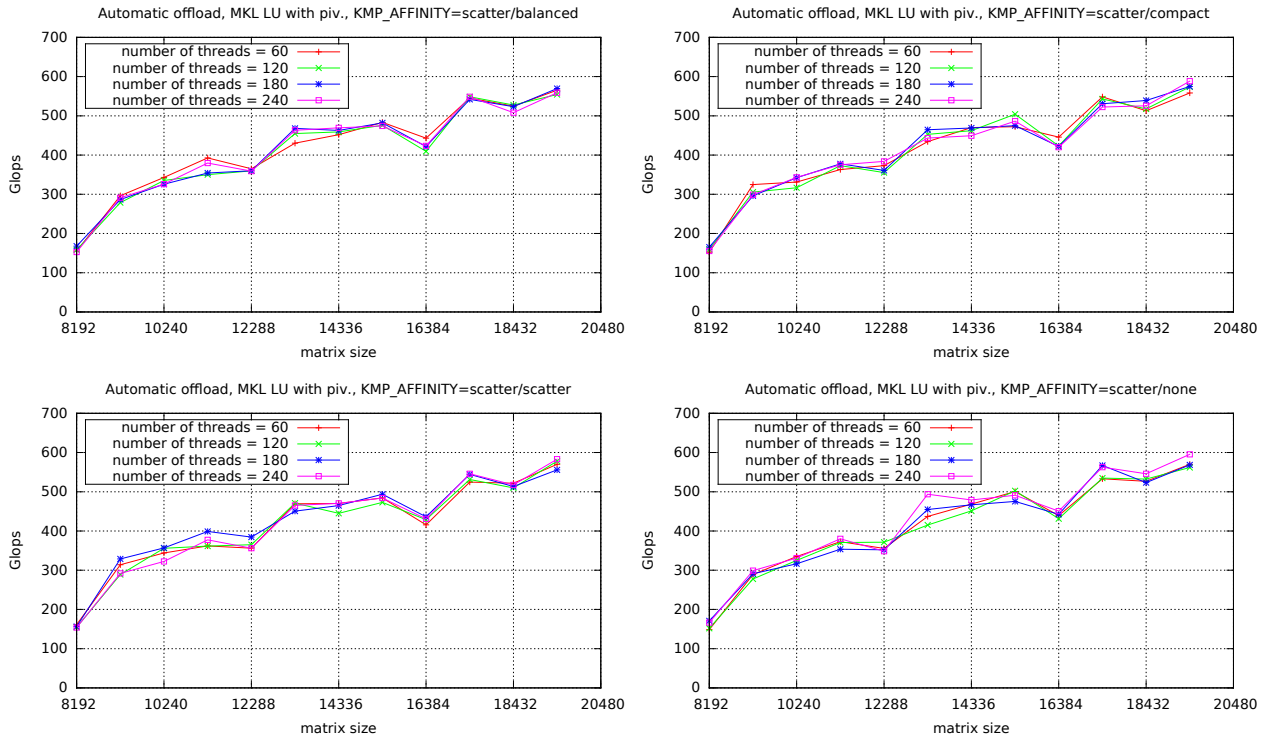 Automatic offload, MKL LU with piv., KMP_AFFINITY=scatter/balanced
700
600
500
400
300
200
100
0
Glops
number of threads = 60
number of threads = 120
number of threads = 180
number of threads = 240
8192 10240 12288 14336 16384 18432 20480
matrix size
Automatic offload, MKL LU with piv., KMP_AFFINITY=scatter/compact
700
600
500
400
300
200
100
0
Glops
number of threads = 60
number of threads = 120
number of threads = 180
number of threads = 240
8192 10240 12288 14336 16384 18432 20480
matrix size
Automatic offload, MKL LU with piv., KMP_AFFINITY=scatter/scatter
700
600
500
400
300
200
100
0
Glops
number of threads = 60
number of threads = 120
number of threads = 180
number of threads = 240
8192 10240 12288 14336 16384 18432 20480
matrix size
Automatic offload, MKL LU with piv., KMP_AFFINITY=scatter/none
700
600
500
400
300
200
100
0
Glops
number of threads = 60
number of threads = 120
number of threads = 180
number of threads = 240
8192 10240 12288 14336 16384 18432 20480
matrix size